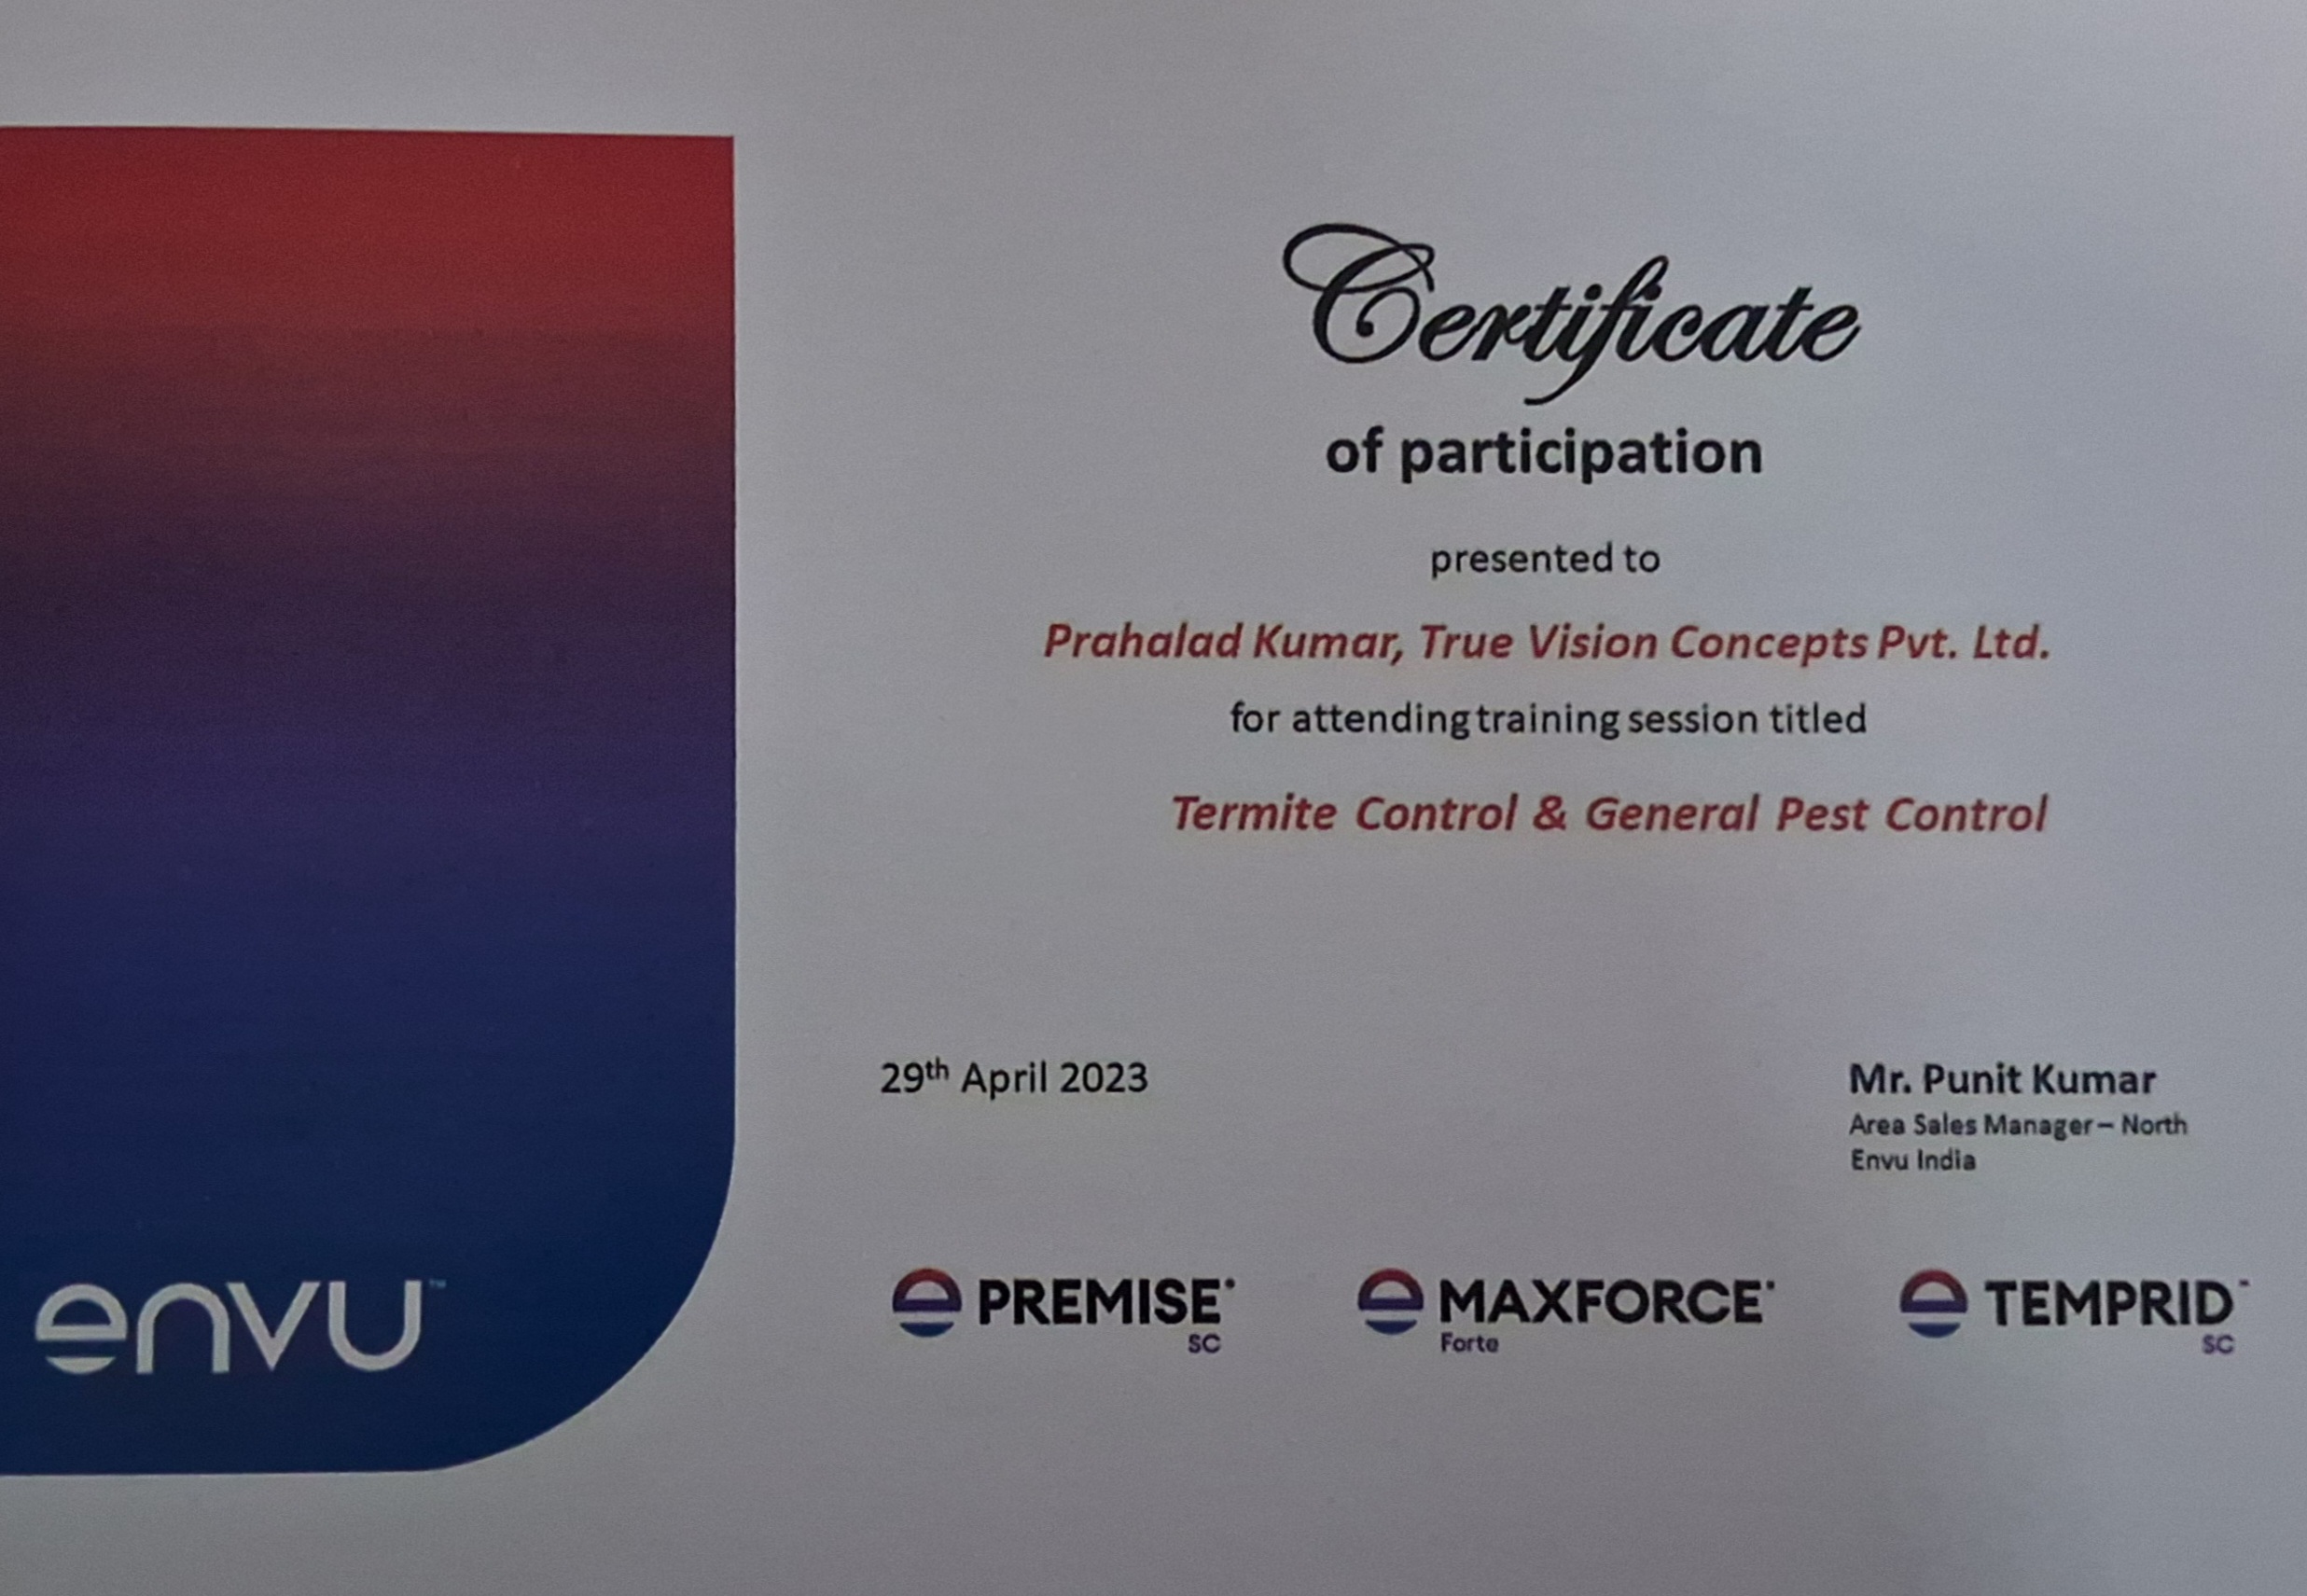 Certificate
of participation
presented to
Prahalad Kumar, True Vision Concepts Pvt. Ltd.
for attending training session titled
Termite Control & General Pest Control
29th April 2023
Mr. Punit Kumar
Area Sales Manager – North
Envu India
envu™
PREMISE®
SC
MAXFORCE®
Forte
TEMPRID™
SC